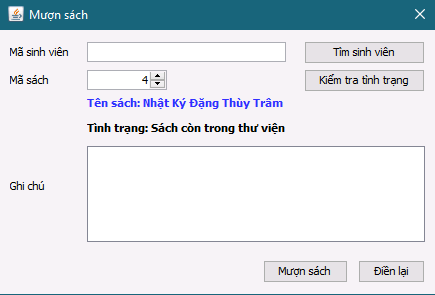 Mượn sách
Mã sinh viên
Tìm sinh viên
Mã sách
4
Kiểm tra tình trạng
Tên sách: Nhật Ký Đặng Thùy Trâm
Tình trạng: Sách còn trong thư viện
Ghi chú
Mượn sách
Điền lại